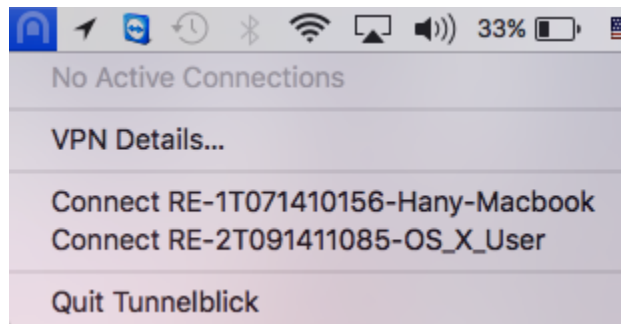 33%
No Active Connections
VPN Details...
Connect RE-1T071410156-Hany-Macbook
Connect RE-2T091411085-OS_X_User
Quit Tunnelblick